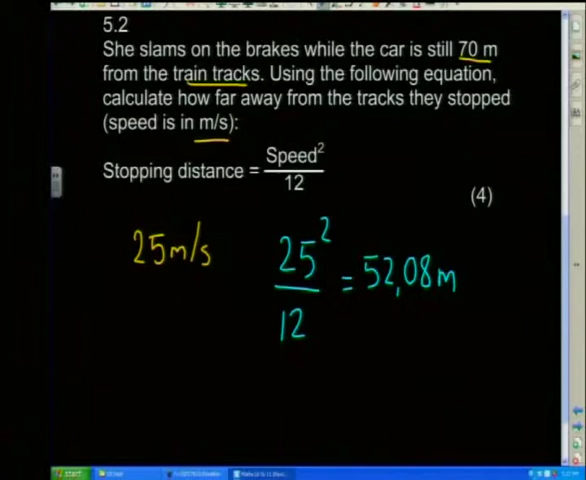 5.2
She slams on the brakes while the car is still 70 m
from the train tracks. Using the following equation,
calculate how far away from the tracks they stopped
(speed is in m/s):
Stopping distance = Speed²
12
(4)
25m/s
25²
12
= 52,08m
start